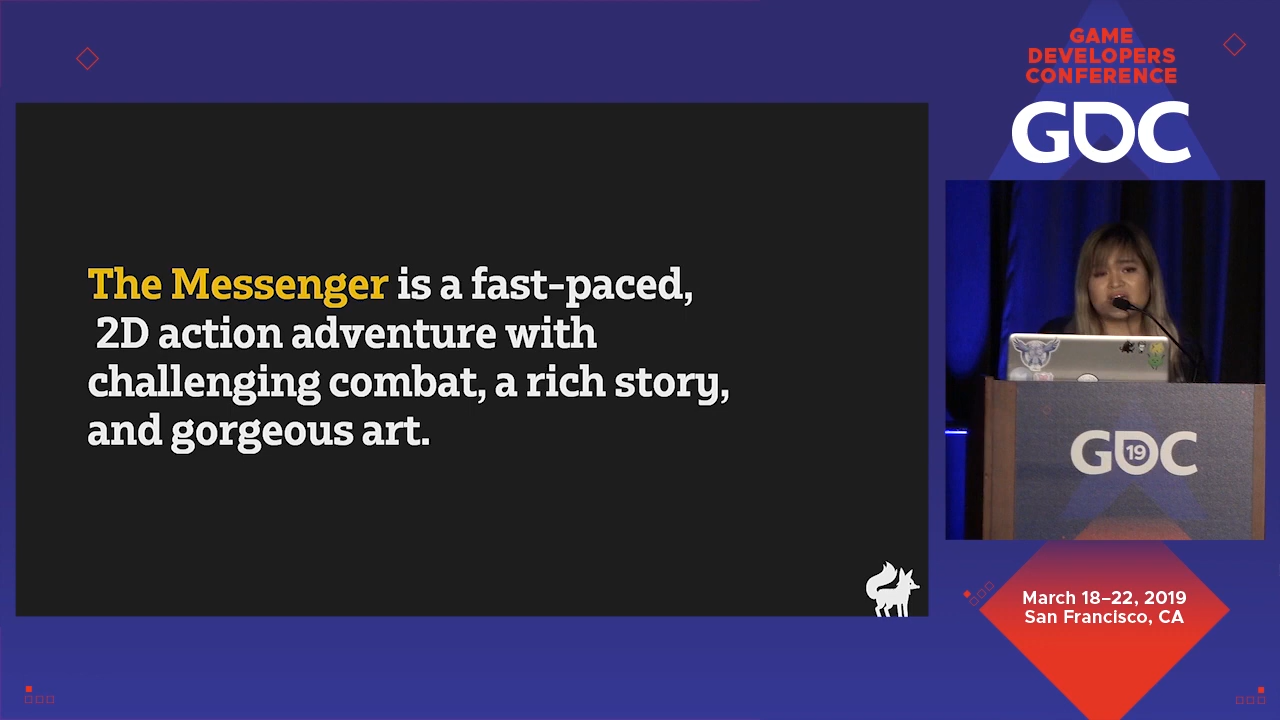 GAME
DEVELOPERS
CONFERENCE
GDC
The Messenger is a fast-paced,
2D action adventure with
challenging combat, a rich story,
and gorgeous art.
GDC
19
March 18–22, 2019
San Francisco, CA